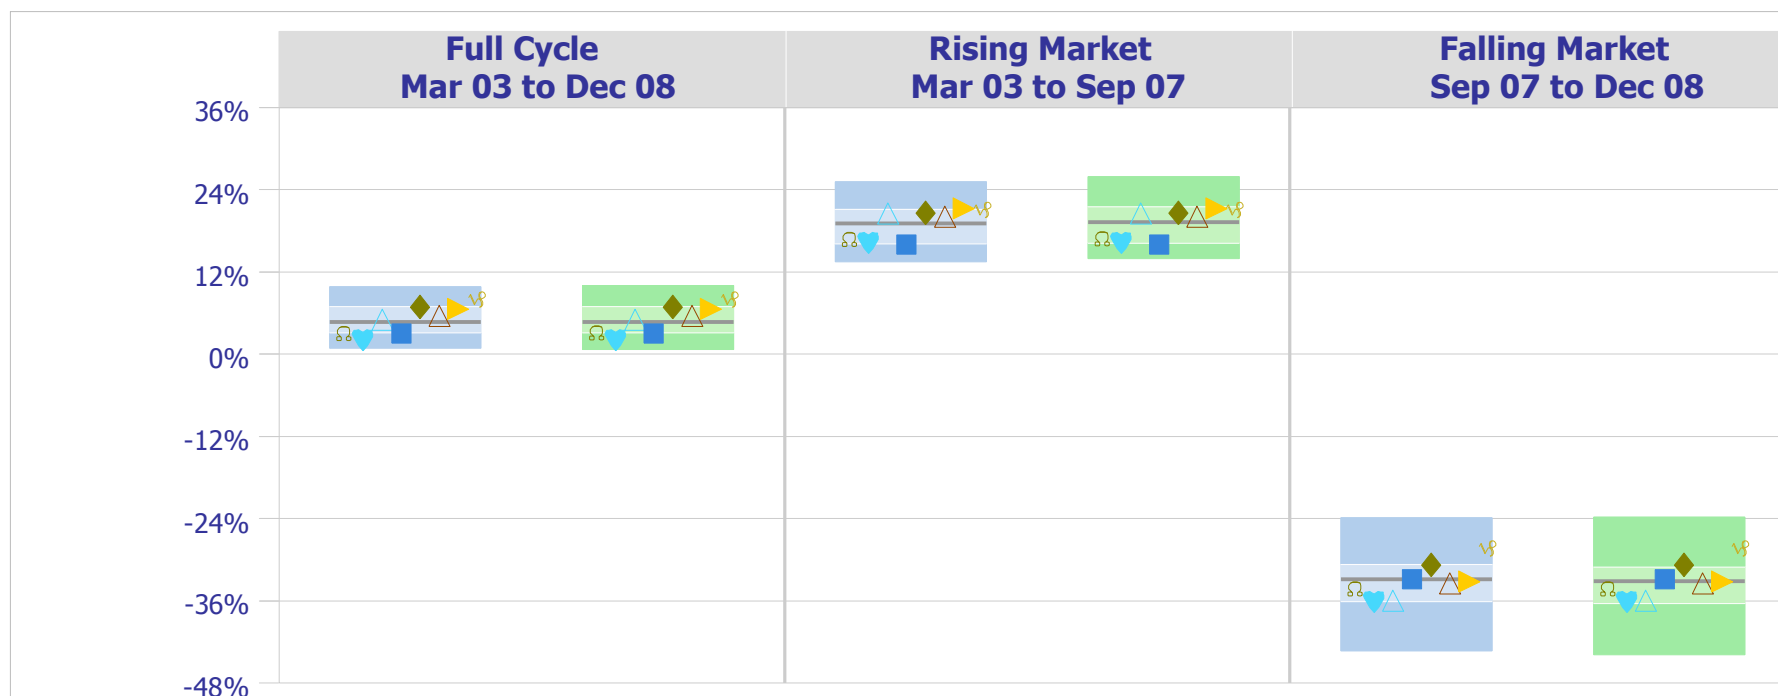 Full Cycle
Mar 03 to Dec 08
Rising Market
Mar 03 to Sep 07
Falling Market
Sep 07 to Dec 08
36%
24%
12%
0%
-12%
-24%
-36%
-48%